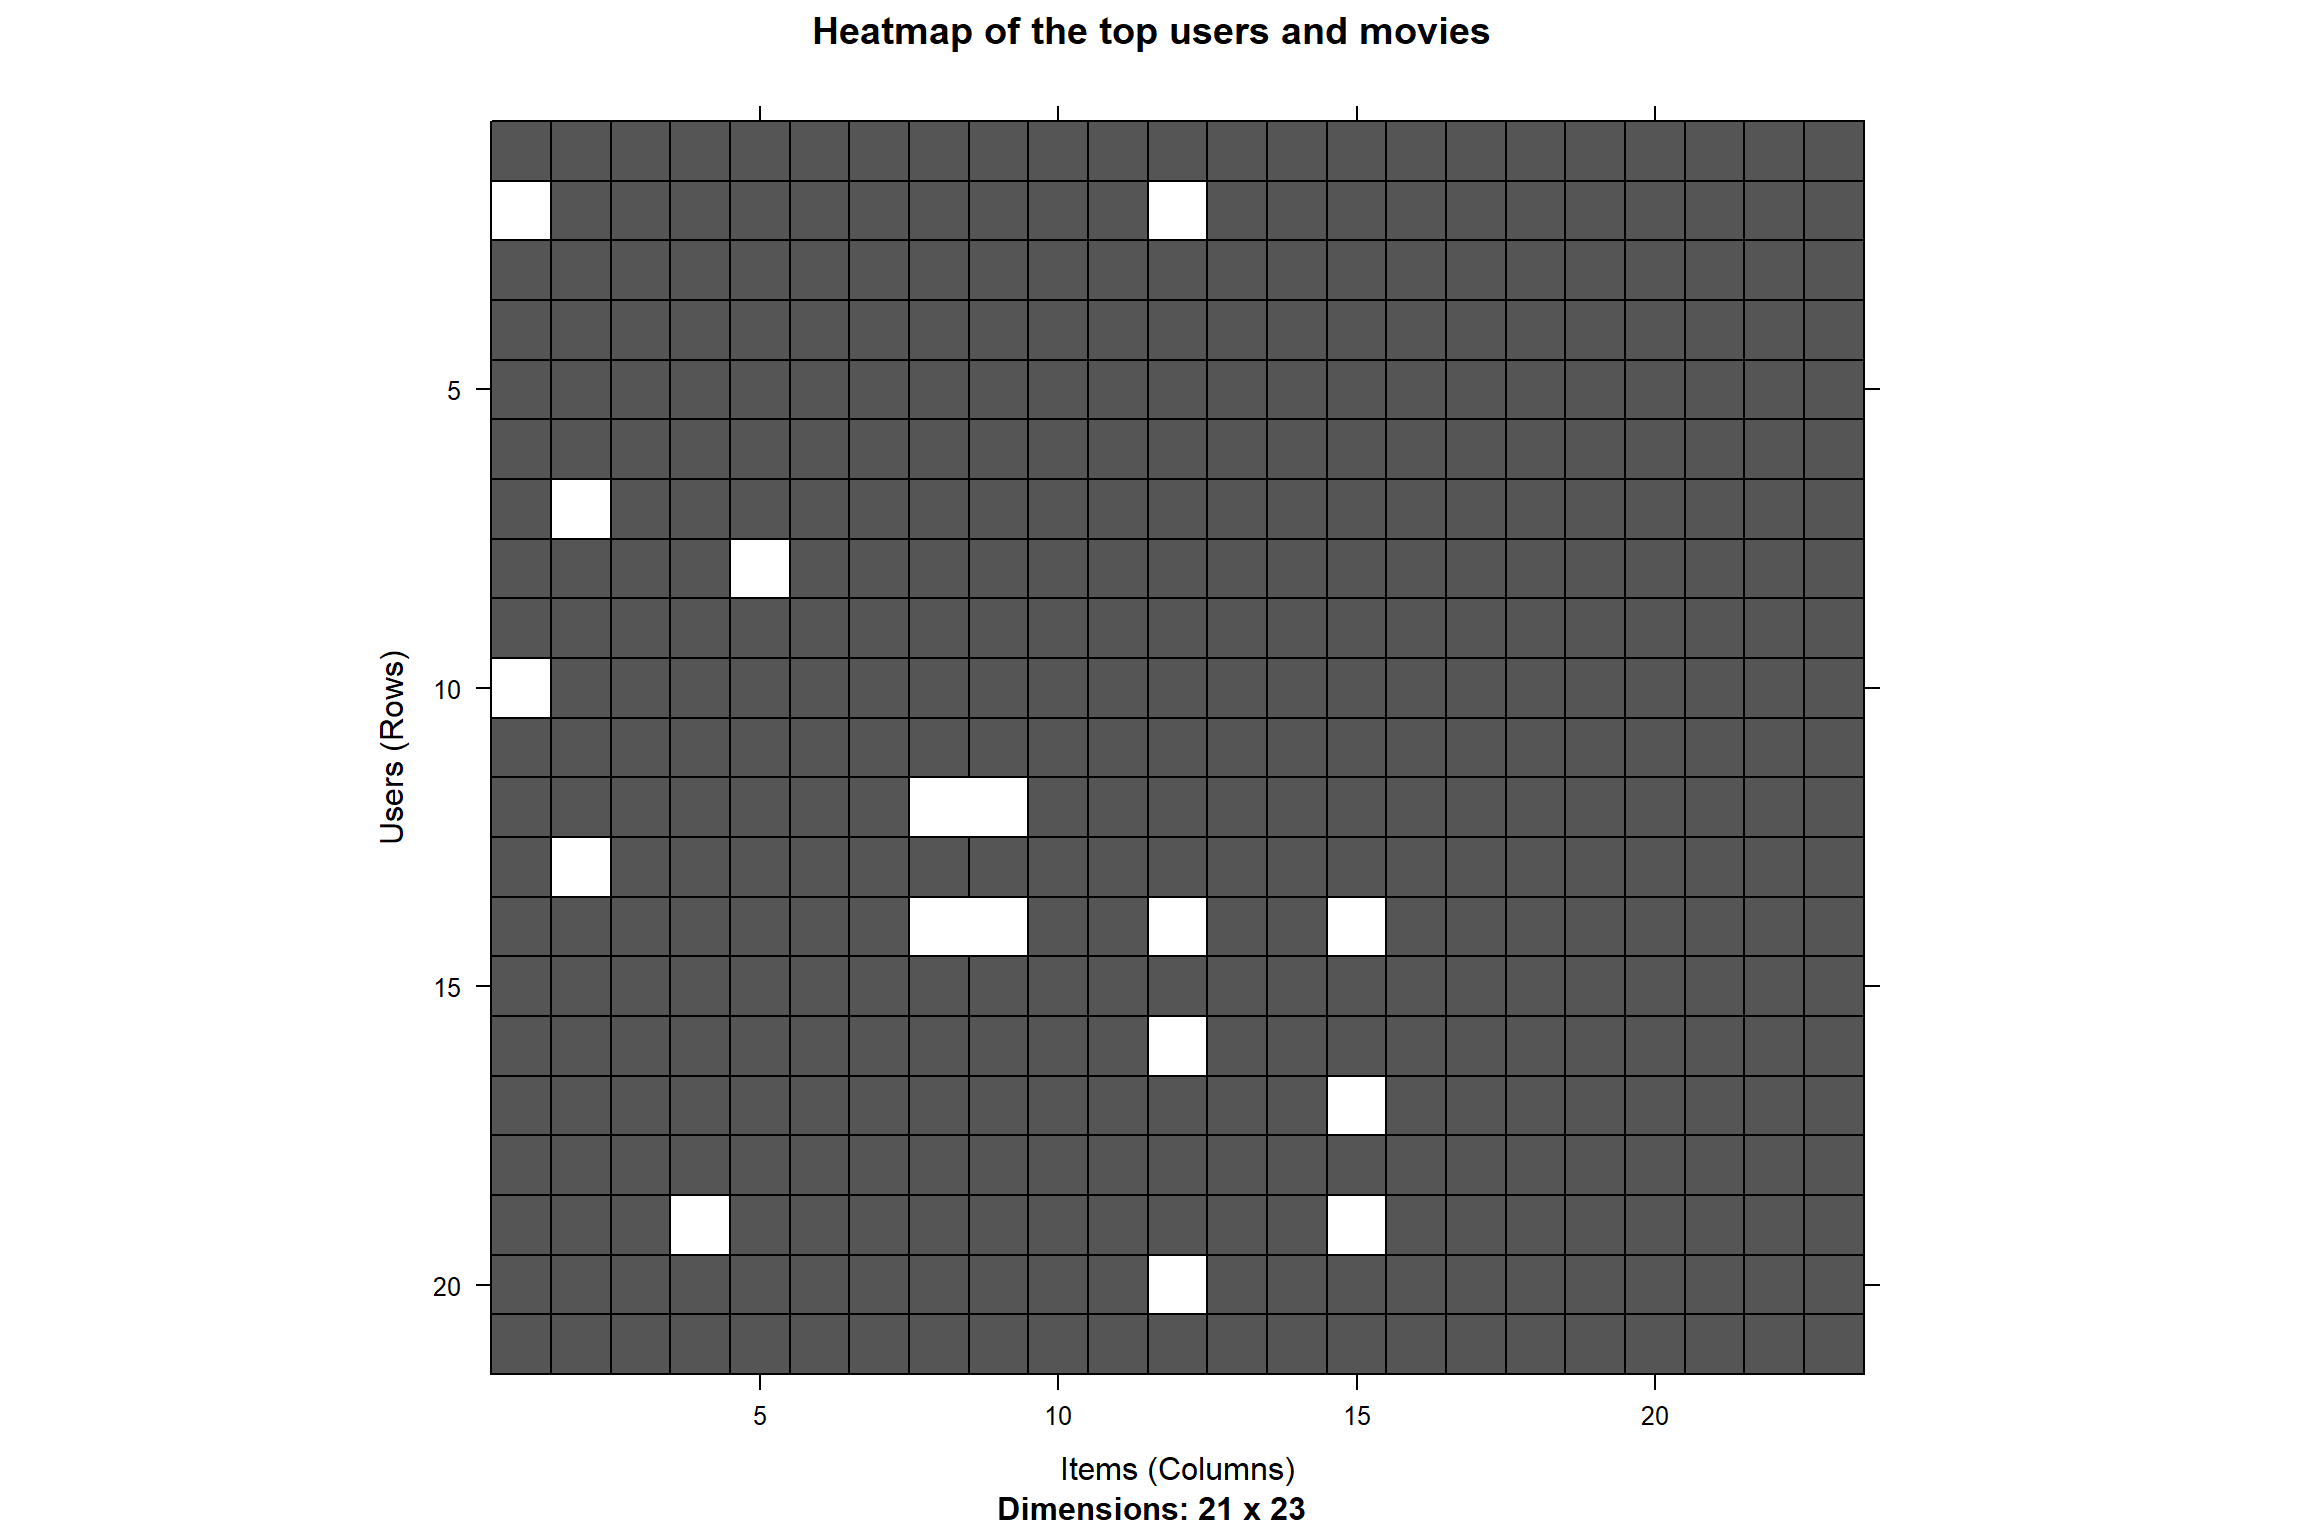 Heatmap of the top users and movies
Users (Rows)
5
10
15
20
5 10 15 20
Items (Columns)
Dimensions: 21 x 23